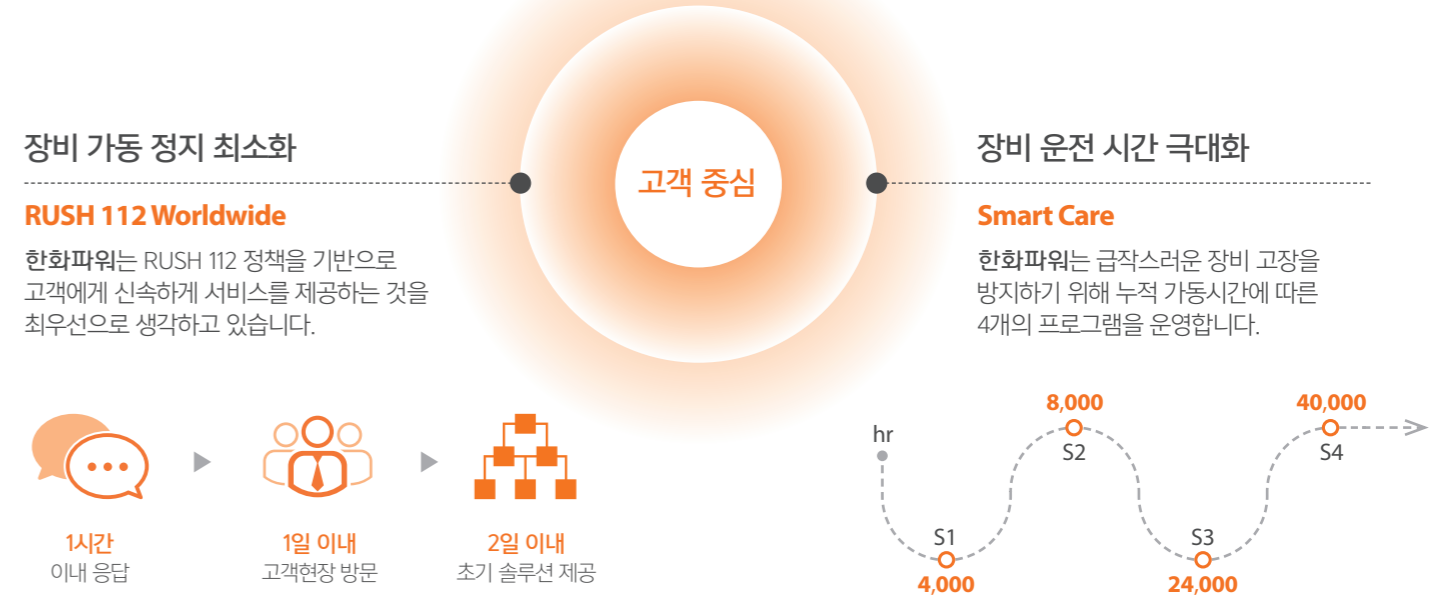 고객 중심
장비 가동 정지 최소화
RUSH 112 Worldwide
한화파워는 RUSH 112 정책을 기반으로
고객에게 신속하게 서비스를 제공하는 것을
최우선으로 생각하고 있습니다.
1시간
이내 응답
1일 이내
고객현장 방문
2일 이내
초기 솔루션 제공
장비 운전 시간 극대화
Smart Care
한화파워는 급작스러운 장비 고장을
방지하기 위해 누적 가동시간에 따른
4개의 프로그램을 운영합니다.
hr
S1
4,000
8,000
S2
S3
24,000
40,000
S4